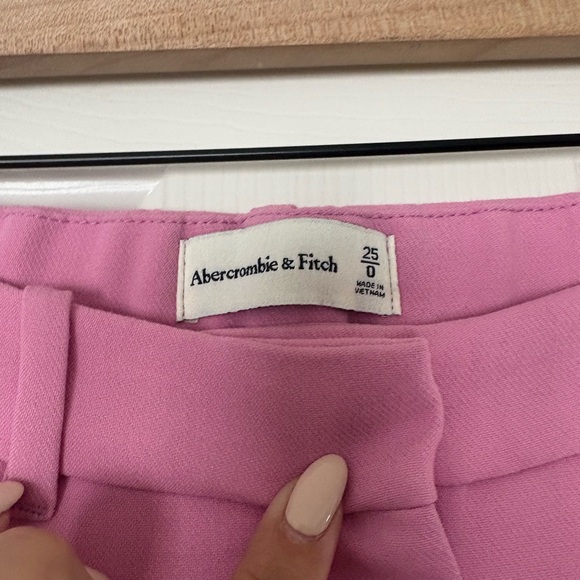 Abercrombie & Fitch
25
0
MADE IN
VIETNAM